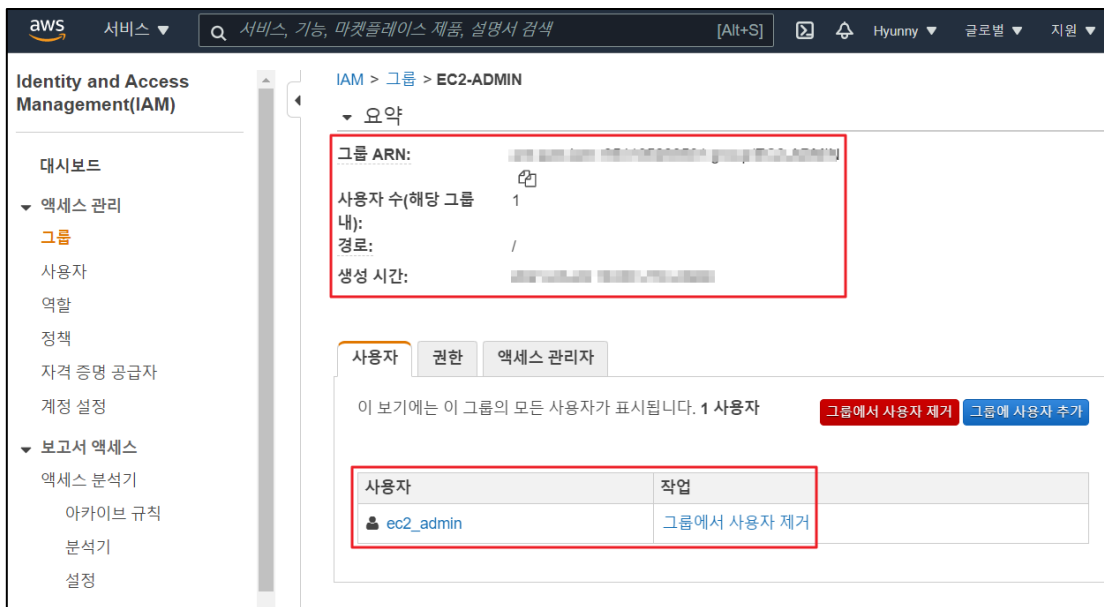 aws 서비스 ▼ 서비스, 기능, 마켓플레이스 제품, 설명서 검색 [Alt+S] Hyunny ▼ 글로벌 ▼ 지원 ▼
Identity and Access
Management(IAM)
대시보드
액세스 관리
그룹
사용자
역할
정책
자격 증명 공급자
계정 설정
보고서 액세스
액세스 분석기
아카이브 규칙
분석기
설정
IAM > 그룹 > EC2-ADMIN
요약
그룹 ARN:
사용자 수(해당 그룹 1
내):
경로: /
생성 시간:
사용자 권한 액세스 관리자
이 보기에는 이 그룹의 모든 사용자가 표시됩니다. 1 사용자 그룹에서 사용자 제거 그룹에 사용자 추가
사용자 작업
ec2_admin 그룹에서 사용자 제거